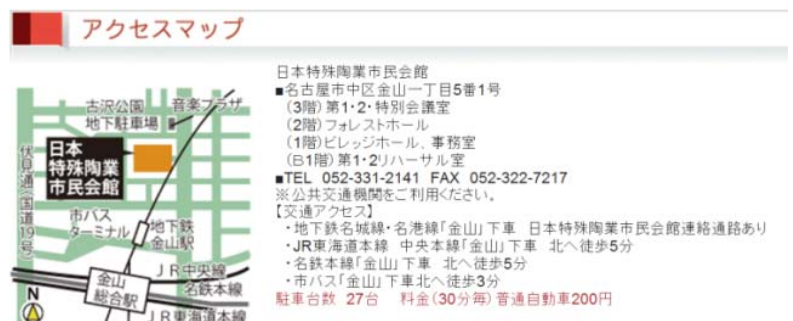 アクセスマップ
日本特殊陶業市民会館
■名古屋市中区金山一丁目5番1号
(3階)第1・2・特別会議室
(2階)フォレストホール
(1階)ビレッジホール、事務室
(B1階)第1・2リハーサル室
■TEL 052-331-2141 FAX 052-322-7217
※公共交通機関をご利用ください。
【交通アクセス】
・地下鉄名城線・名港線「金山」下車 日本特殊陶業市民会館連絡通路あり
・JR東海道本線 中央本線「金山」下車 北へ徒歩5分
・名鉄本線「金山」下車 北へ徒歩5分
・市バス「金山」下車北へ徒歩3分
駐車台数 27台 料金(30分毎)普通自動車200円
古沢公園
地下駐車場
音楽プラザ
日本
特殊陶業
市民会館
伏見通(国道19号)
市バス
ターミナル
地下鉄
金山駅
JR中央線
金山
総合駅
名鉄本線
JR東海道本線
N